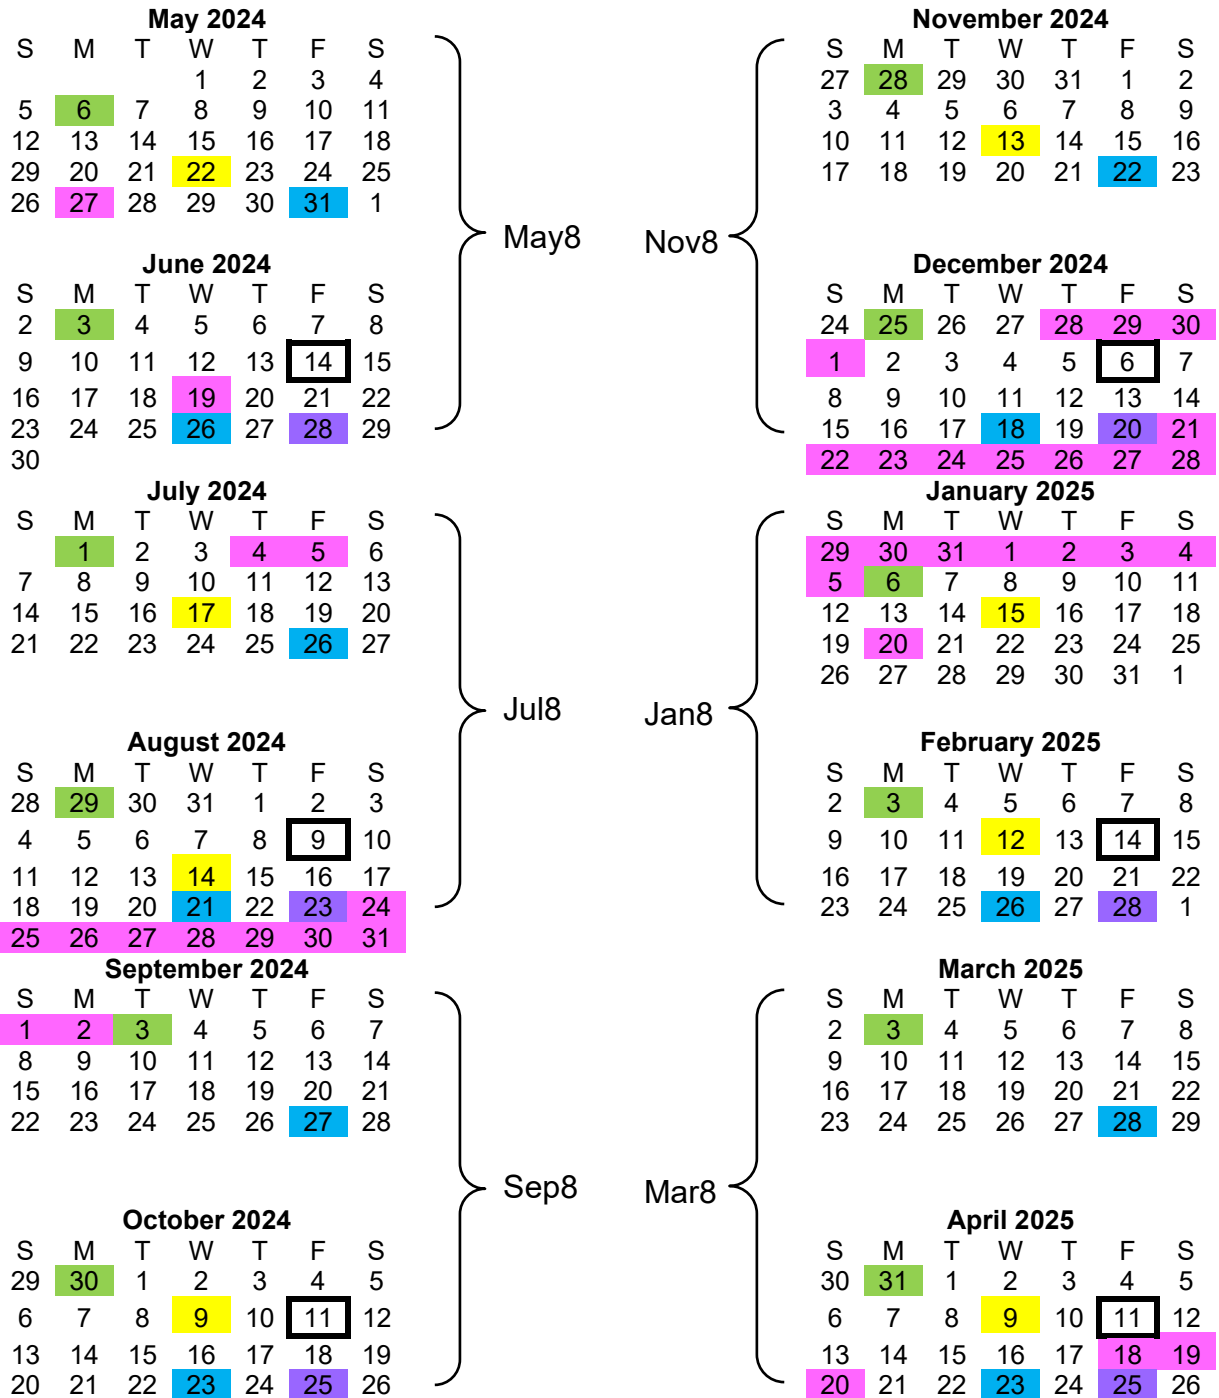 May 2024
S M T W T F S
1 2 3 4
5 6 7 8 9 10 11
12 13 14 15 16 17 18
29 20 21 22 23 24 25
26 27 28 29 30 31 1
June 2024
S M T W T F S
2 3 4 5 6 7 8
9 10 11 12 13 14 15
16 17 18 19 20 21 22
23 24 25 26 27 28 29
30
May8
July 2024
S M T W T F S
1 2 3 4 5 6
7 8 9 10 11 12 13
14 15 16 17 18 19 20
21 22 23 24 25 26 27
August 2024
S M T W T F S
28 29 30 31 1 2 3
4 5 6 7 8 9 10
11 12 13 14 15 16 17
18 19 20 21 22 23 24
25 26 27 28 29 30 31
Jul8
September 2024
S M T W T F S
1 2 3 4 5 6 7
8 9 10 11 12 13 14
15 16 17 18 19 20 21
22 23 24 25 26 27 28
October 2024
S M T W T F S
29 30 1 2 3 4 5
6 7 8 9 10 11 12
13 14 15 16 17 18 19
20 21 22 23 24 25 26
Sep8
November 2024
S M T W T F S
27 28 29 30 31 1 2
3 4 5 6 7 8 9
10 11 12 13 14 15 16
17 18 19 20 21 22 23
December 2024
S M T W T F S
24 25 26 27 28 29 30
1 2 3 4 5 6 7
8 9 10 11 12 13 14
15 16 17 18 19 20 21
22 23 24 25 26 27 28
Nov8
January 2025
S M T W T F S
29 30 31 1 2 3 4
5 6 7 8 9 10 11
12 13 14 15 16 17 18
19 20 21 22 23 24 25
26 27 28 29 30 31 1
February 2025
S M T W T F S
2 3 4 5 6 7 8
9 10 11 12 13 14 15
16 17 18 19 20 21 22
23 24 25 26 27 28 1
Jan8
March 2025
S M T W T F S
2 3 4 5 6 7 8
9 10 11 12 13 14 15
16 17 18 19 20 21 22
23 24 25 26 27 28 29
April 2025
S M T W T F S
30 31 1 2 3 4 5
6 7 8 9 10 11 12
13 14 15 16 17 18 19
20 21 22 23 24 25 26
Mar8